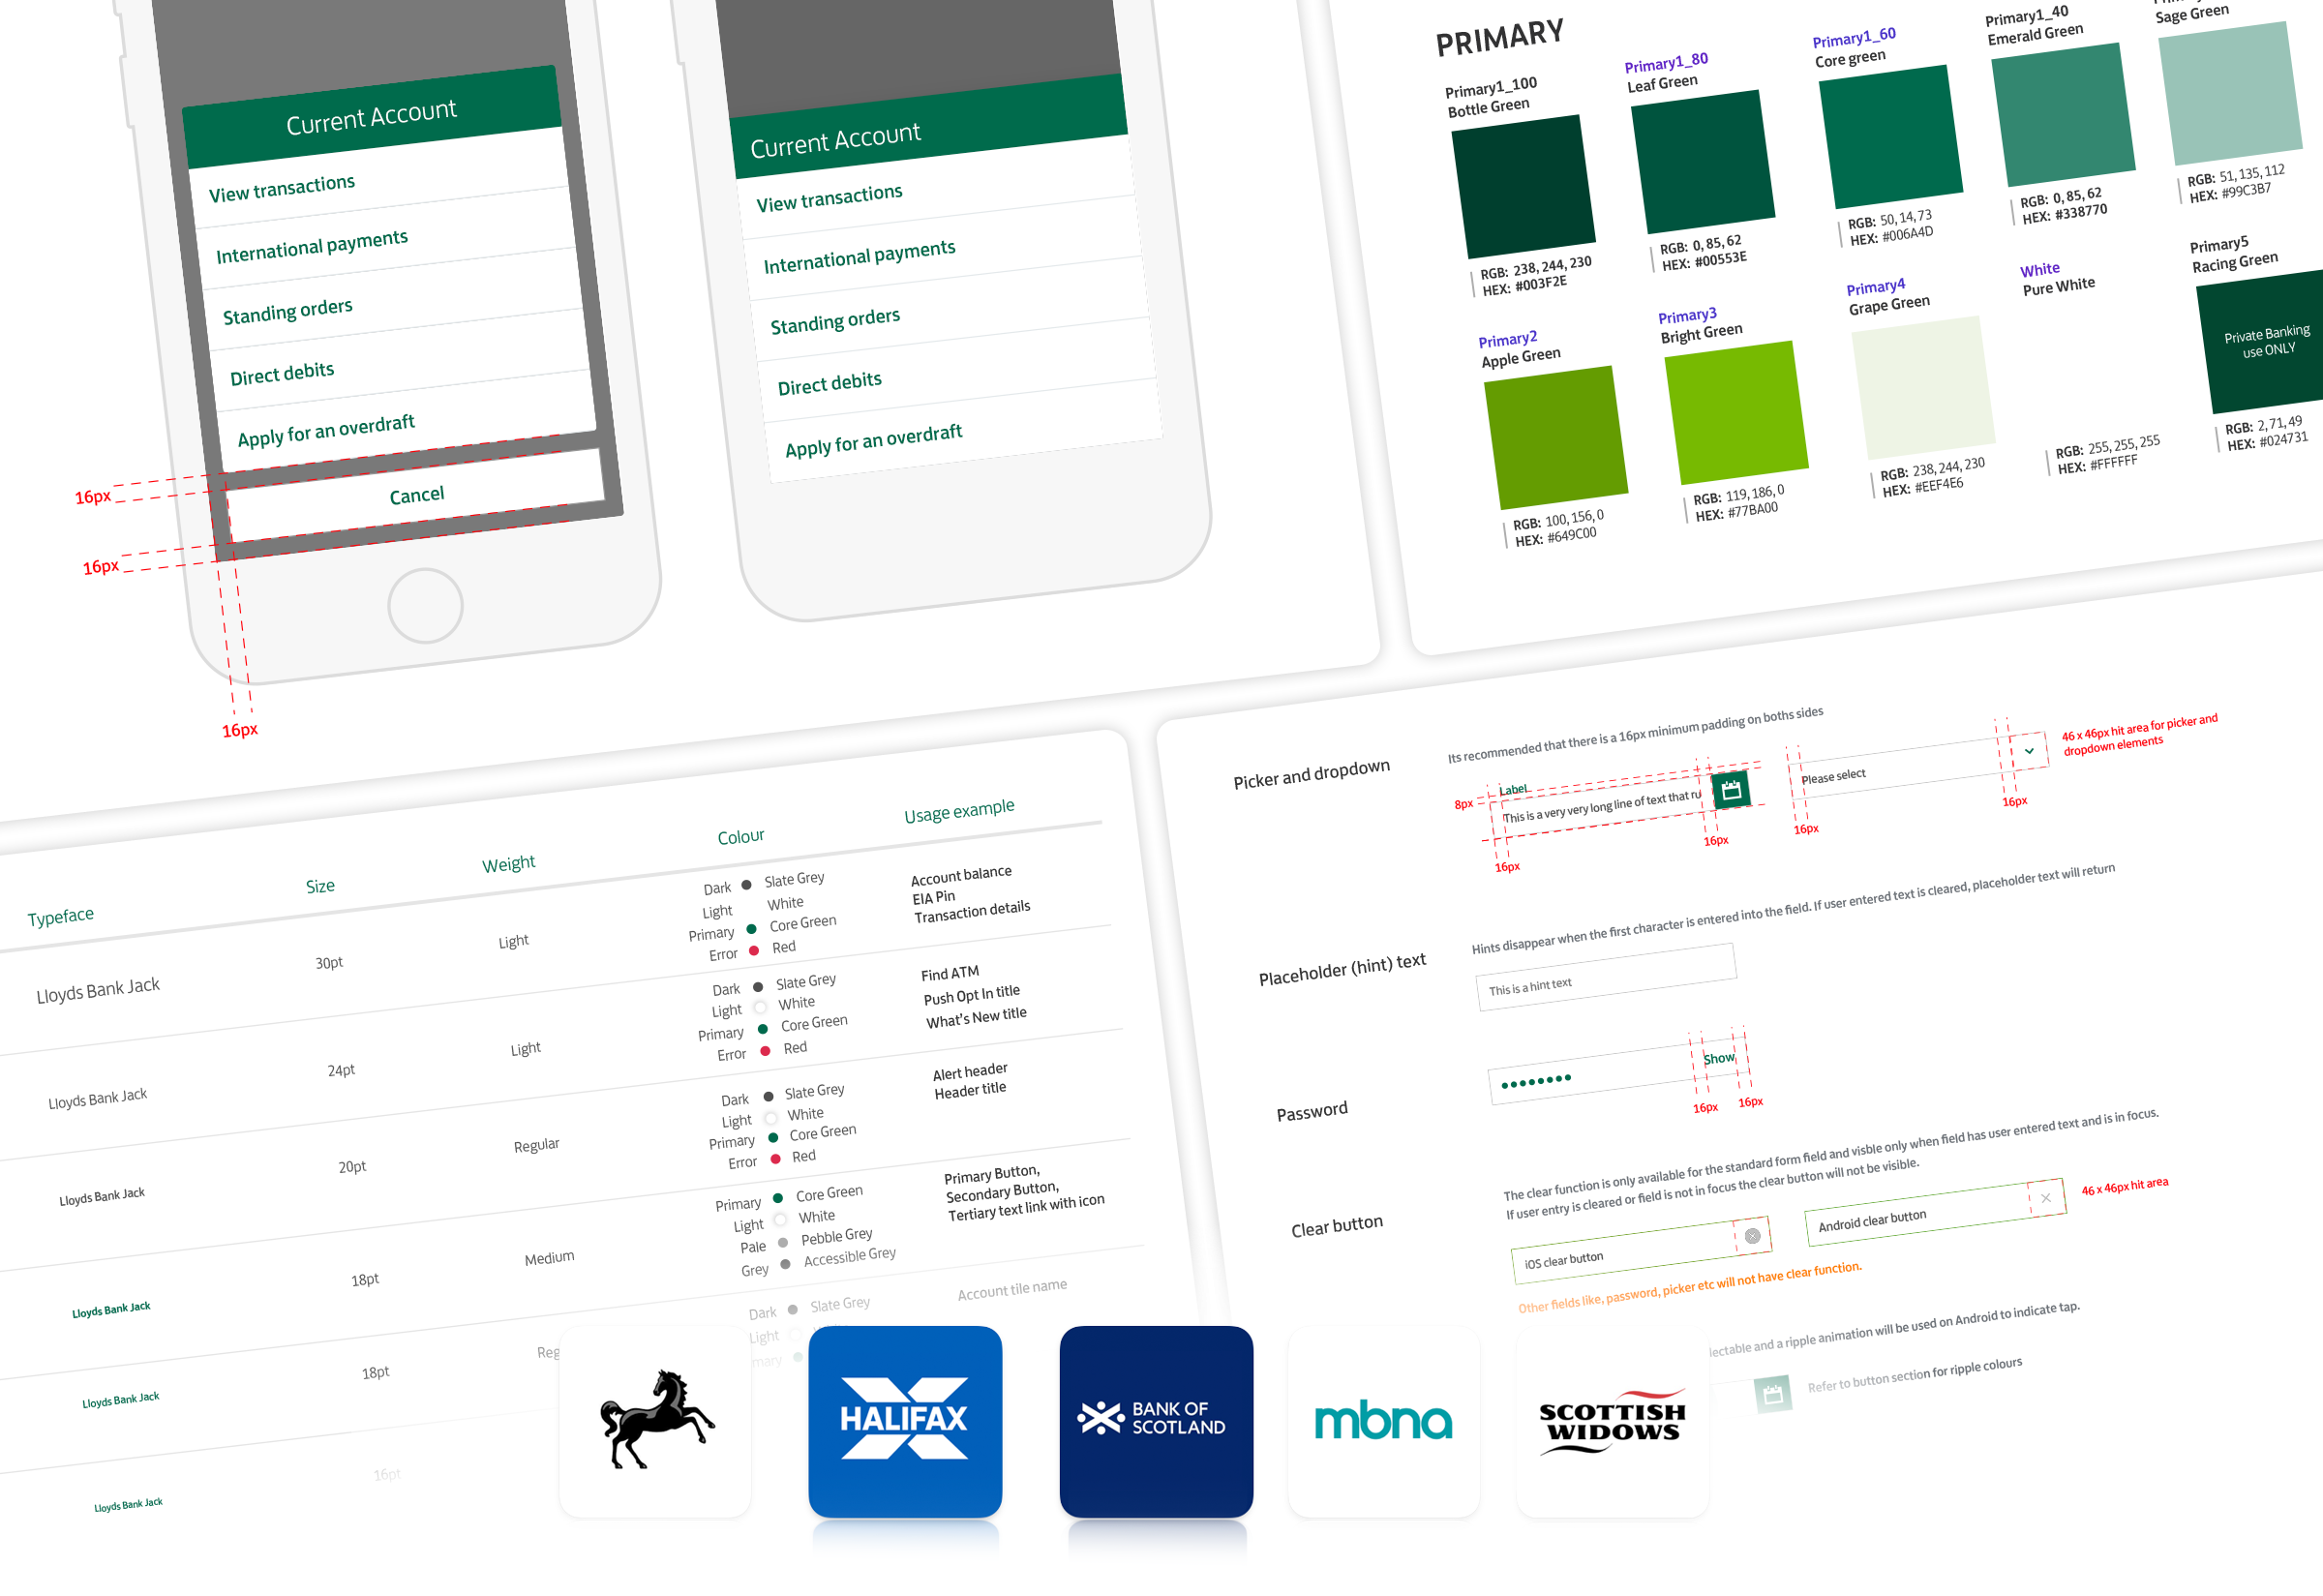 Current Account
View transactions
International payments
Standing orders
Direct debits
Apply for an overdraft
Cancel
16px
16px
16px
Current Account
View transactions
International payments
Standing orders
Direct debits
Apply for an overdraft
PRIMARY
Primary1_100
Bottle Green
RGB: 238, 244, 230
HEX: #003F2E
Primary1_80
Leaf Green
RGB: 0, 85, 62
HEX: #00553E
Primary1_60
Core green
RGB: 50, 14, 73
HEX: #006A4D
Primary1_40
Emerald Green
RGB: 0, 85, 62
HEX: #338770
Sage Green
RGB: 51, 135, 112
HEX: #99C3B7
Primary2
Apple Green
RGB: 100, 156, 0
HEX: #649C00
Primary3
Bright Green
RGB: 119, 186, 0
HEX: #77BA00
Primary4
Grape Green
RGB: 238, 244, 230
HEX: #EEF4E6
White
Pure White
RGB: 255, 255, 255
HEX: #FFFFFF
Primary5
Racing Green
Private Banking
use ONLY
RGB: 2, 71, 49
HEX: #024731
Typeface Size Weight Colour Usage example
Lloyds Bank Jack 30pt Light
Dark Slate Grey
Light White
Primary Core Green
Error Red
Account balance
EIA Pin
Transaction details
Lloyds Bank Jack 24pt Light
Dark Slate Grey
Light White
Primary Core Green
Error Red
Find ATM
Push Opt In title
What's New title
Lloyds Bank Jack 20pt Regular
Dark Slate Grey
Light White
Primary Core Green
Error Red
Alert header
Header title
Lloyds Bank Jack 18pt Medium
Primary Core Green
Light White
Pale Pebble Grey
Grey Accessible Grey
Primary Button,
Secondary Button,
Tertiary text link with icon
Lloyds Bank Jack 18pt Reg
Dark Slate Grey
Light
mary
Account tile name
Lloyds Bank Jack 16pt
Picker and dropdown
Its recommended that there is a 16px minimum padding on boths sides
8px
Label
This is a very very long line of text that ru
16px
16px
Please select
16px
16px
46 x 46px hit area for picker and
dropdown elements
Placeholder (hint) text
Hints disappear when the first character is entered into the field. If user entered text is cleared, placeholder text will return
This is a hint text
Password
Show
16px
16px
Clear button
The clear function is only available for the standard form field and visble only when field has user entered text and is in focus.
If user entry is cleared or field is not in focus the clear button will not be visible.
iOS clear button
Android clear button
46 x 46px hit area
Other fields like, password, picker etc will not have clear function.
lectable and a ripple animation will be used on Android to indicate tap.
Refer to button section for ripple colours
HALIFAX
BANK OF
SCOTLAND
mbna
SCOTTISH
WIDOWS